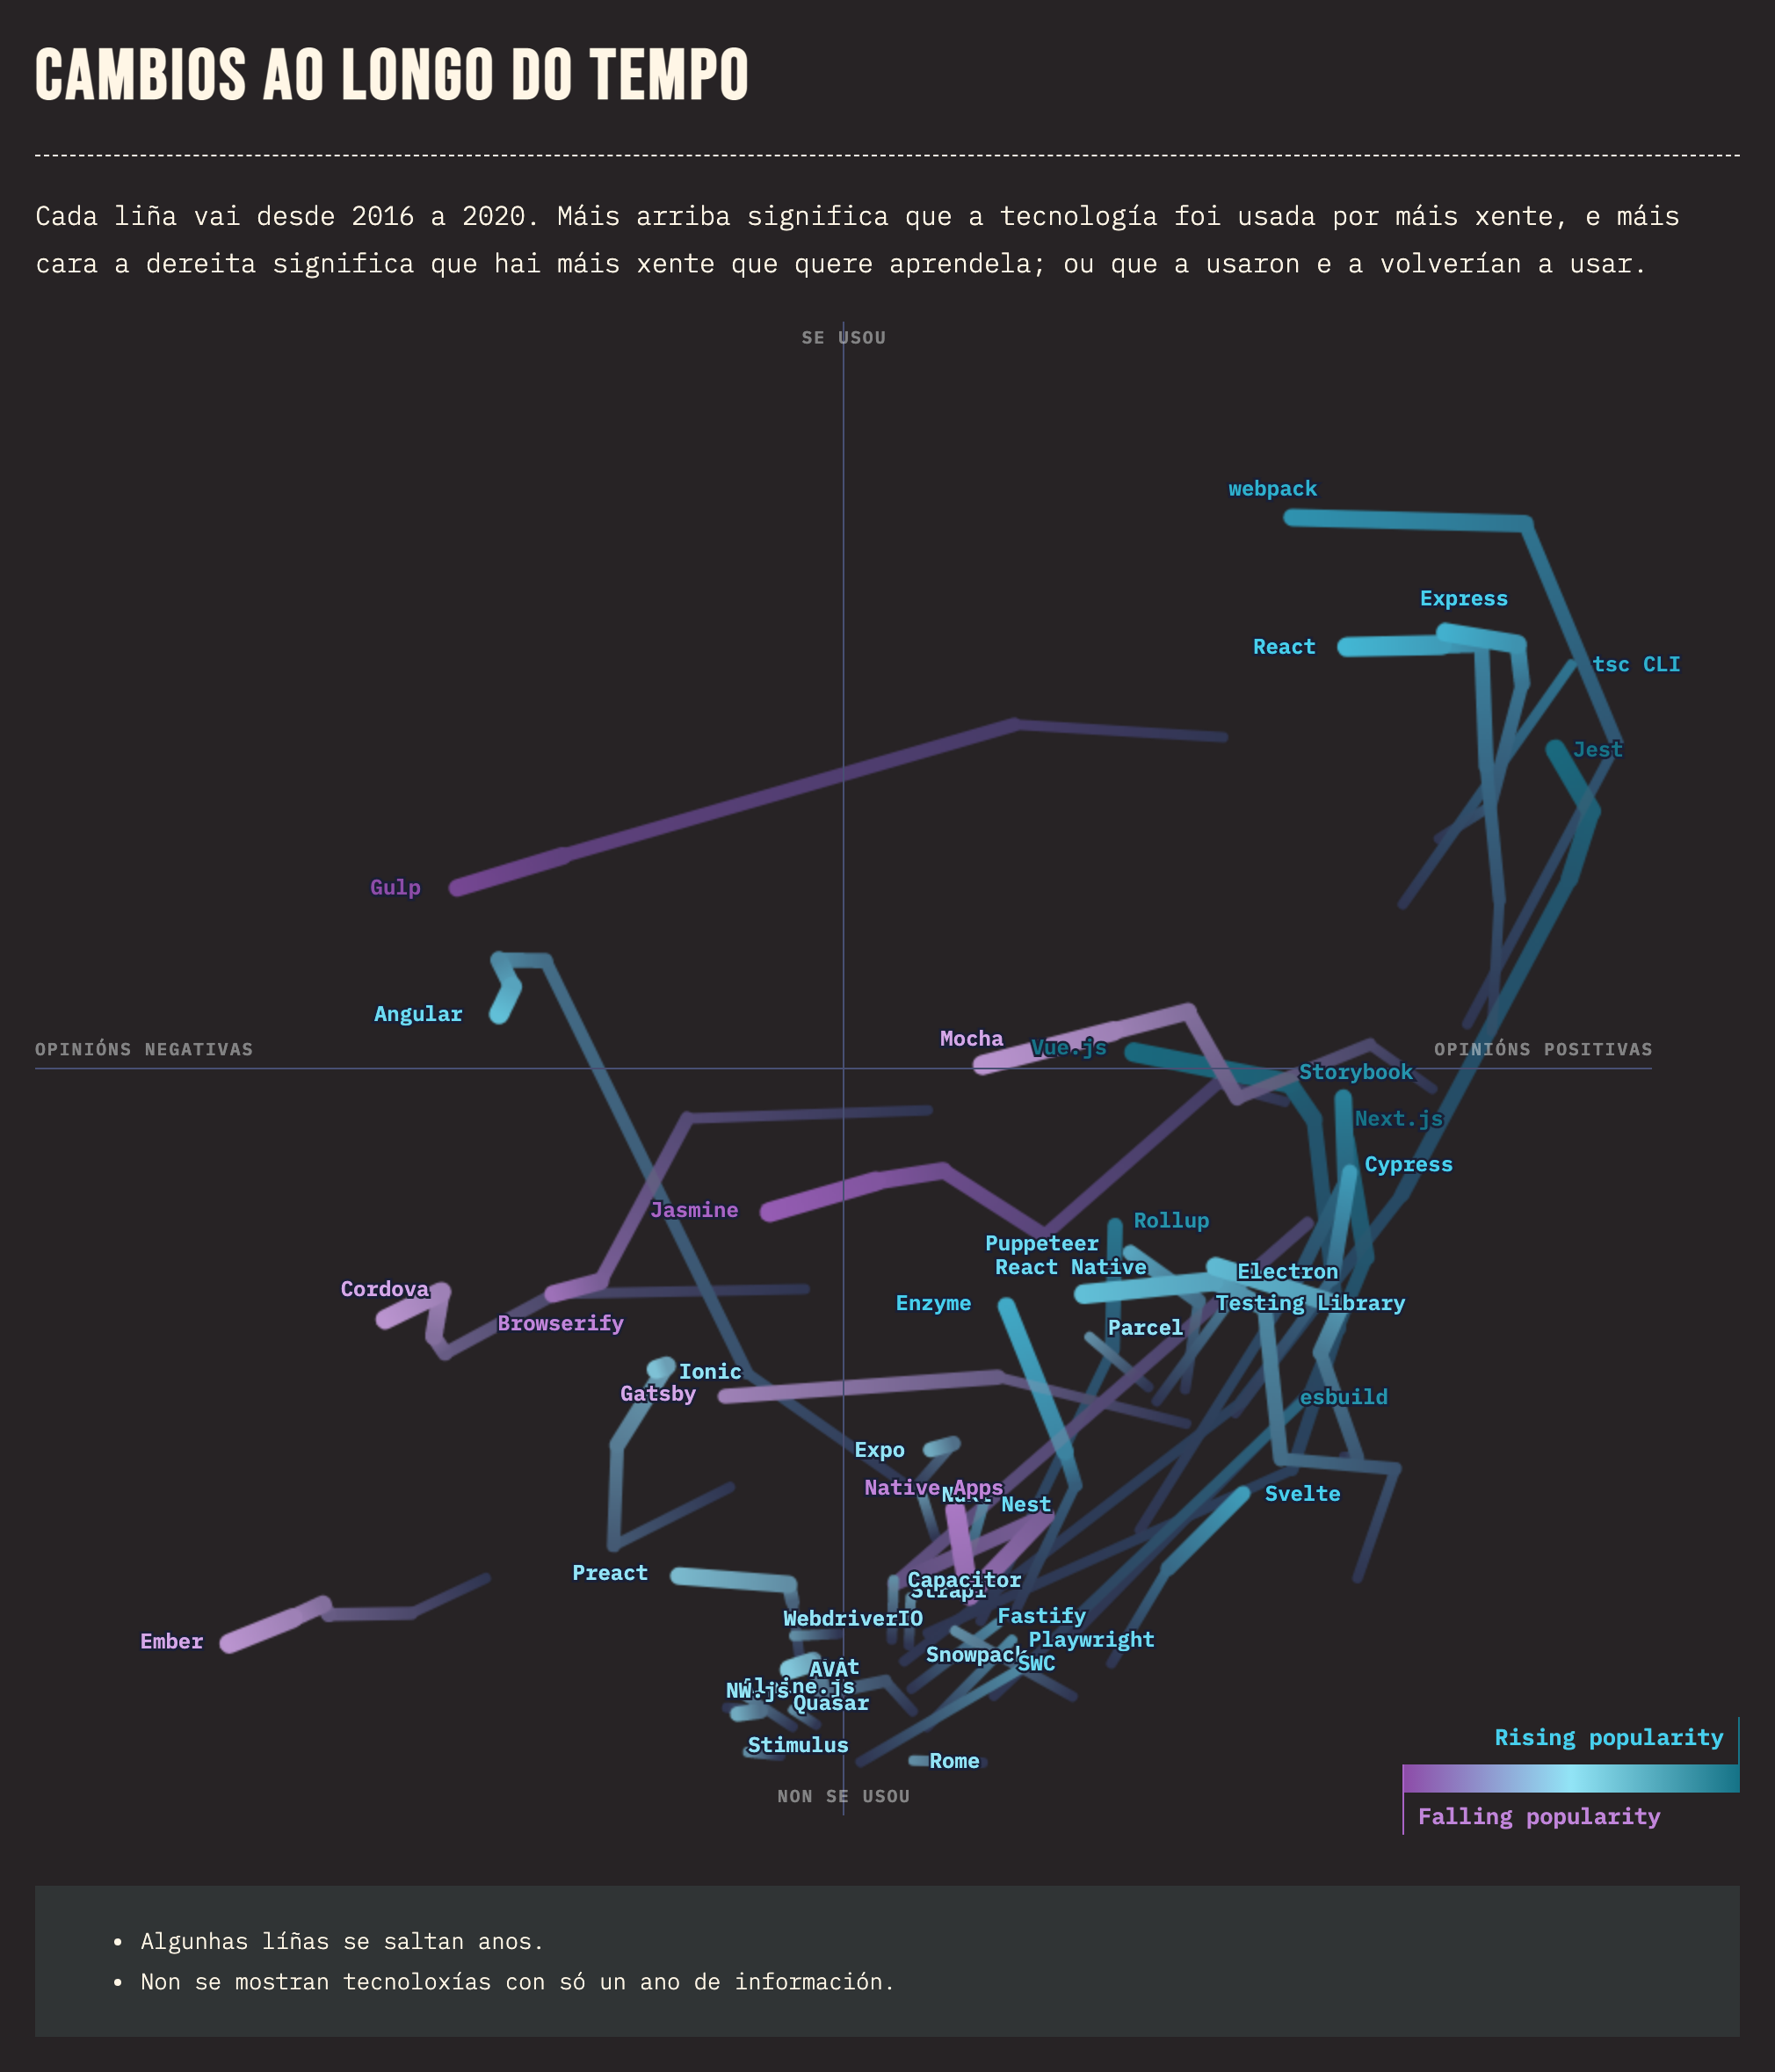 CAMBIOS AO LONGO DO TEMPO
Cada liña vai desde 2016 a 2020. Máis arriba significa que a tecnología foi usada por máis xente, e máis
cara a dereita significa que hai máis xente que quere aprendela; ou que a usaron e a volverían a usar.
SE USOU
webpack
Express
React
tsc CLI
Jest
Gulp
Angular
Mocha
Vue.js
OPINIÓNS NEGATIVAS
OPINIÓNS POSITIVAS
Storybook
Next.js
Cypress
Jasmine
Rollup
Puppeteer
React Native
Electron
Cordova
Enzyme
Testing Library
Browserify
Parcel
Ionic
Gatsby
esbuild
Expo
Native Apps
Svelte
Nest
Preact
Capacitor
Strapi
Fastify
WebdriverIO
Ember
Playwright
Snowpack
SWC
AVA
NW.js
Quasar
Stimulus
Rome
Rising popularity
NON SE USOU
Falling popularity
Algunhas líñas se saltan anos.
Non se mostran tecnoloxías con só un ano de información.